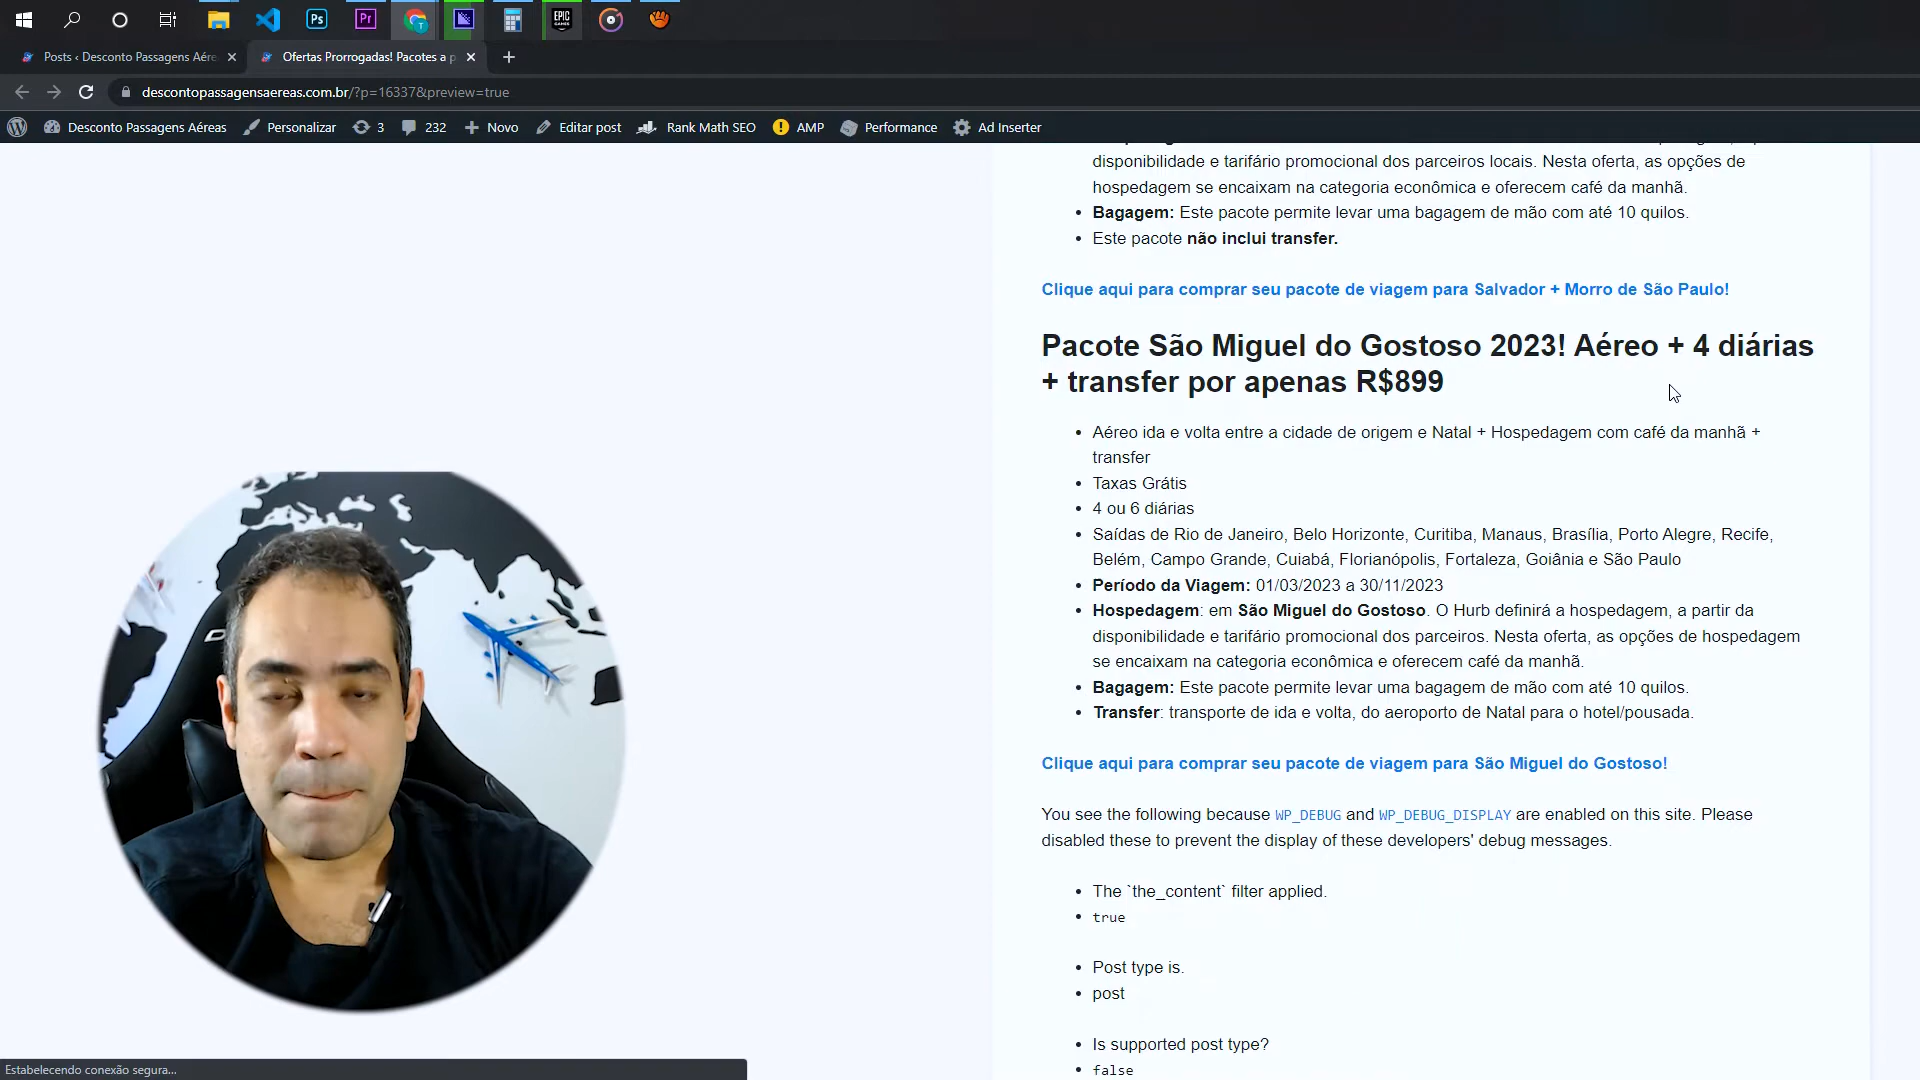 Ps
Pr
EPIC
GAMES
Posts ‹ Desconto Passagens Aére
Ofertas Prorrogadas! Pacotes a p
descontopassagensaereas.com.br/?p=16337&preview=true
Desconto Passagens Aéreas
Personalizar
3
232
Novo
Editar post
Rank Math SEO
AMP
Performance
Ad Inserter
disponibilidade e tarifário promocional dos parceiros locais. Nesta oferta, as opções de
hospedagem se encaixam na categoria econômica e oferecem café da manhã.
• Bagagem: Este pacote permite levar uma bagagem de mão com até 10 quilos.
• Este pacote não inclui transfer.
Clique aqui para comprar seu pacote de viagem para Salvador + Morro de São Paulo!
Pacote São Miguel do Gostoso 2023! Aéreo + 4 diárias
+ transfer por apenas R$899
• Aéreo ida e volta entre a cidade de origem e Natal + Hospedagem com café da manhã +
transfer
• Taxas Grátis
• 4 ou 6 diárias
• Saídas de Rio de Janeiro, Belo Horizonte, Curitiba, Manaus, Brasília, Porto Alegre, Recife,
Belém, Campo Grande, Cuiabá, Florianópolis, Fortaleza, Goiânia e São Paulo
• Período da Viagem: 01/03/2023 a 30/11/2023
• Hospedagem: em São Miguel do Gostoso. O Hurb definirá a hospedagem, a partir da
disponibilidade e tarifário promocional dos parceiros. Nesta oferta, as opções de hospedagem
se encaixam na categoria econômica e oferecem café da manhã.
• Bagagem: Este pacote permite levar uma bagagem de mão com até 10 quilos.
• Transfer: transporte de ida e volta, do aeroporto de Natal para o hotel/pousada.
Clique aqui para comprar seu pacote de viagem para São Miguel do Gostoso!
You see the following because WP_DEBUG and WP_DEBUG_DISPLAY are enabled on this site. Please
disabled these to prevent the display of these developers' debug messages.
• The `the_content` filter applied.
• true
• Post type is.
• post
• Is supported post type?
• false
Estabelecendo conexão segura...